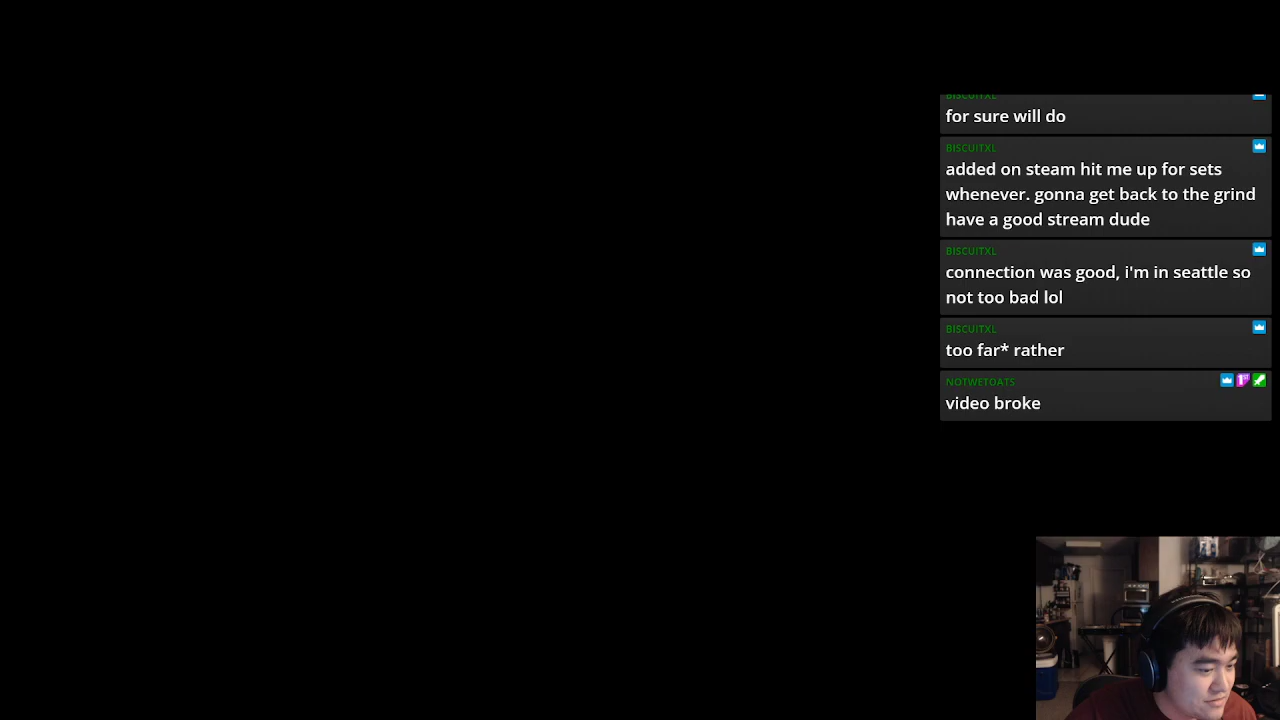 BISCUITXL
for sure will do
BISCUITXL
added on steam hit me up for sets
whenever. gonna get back to the grind
have a good stream dude
BISCUITXL
connection was good, i'm in seattle so
not too bad lol
BISCUITXL
too far* rather
NOTWETOATS
video broke